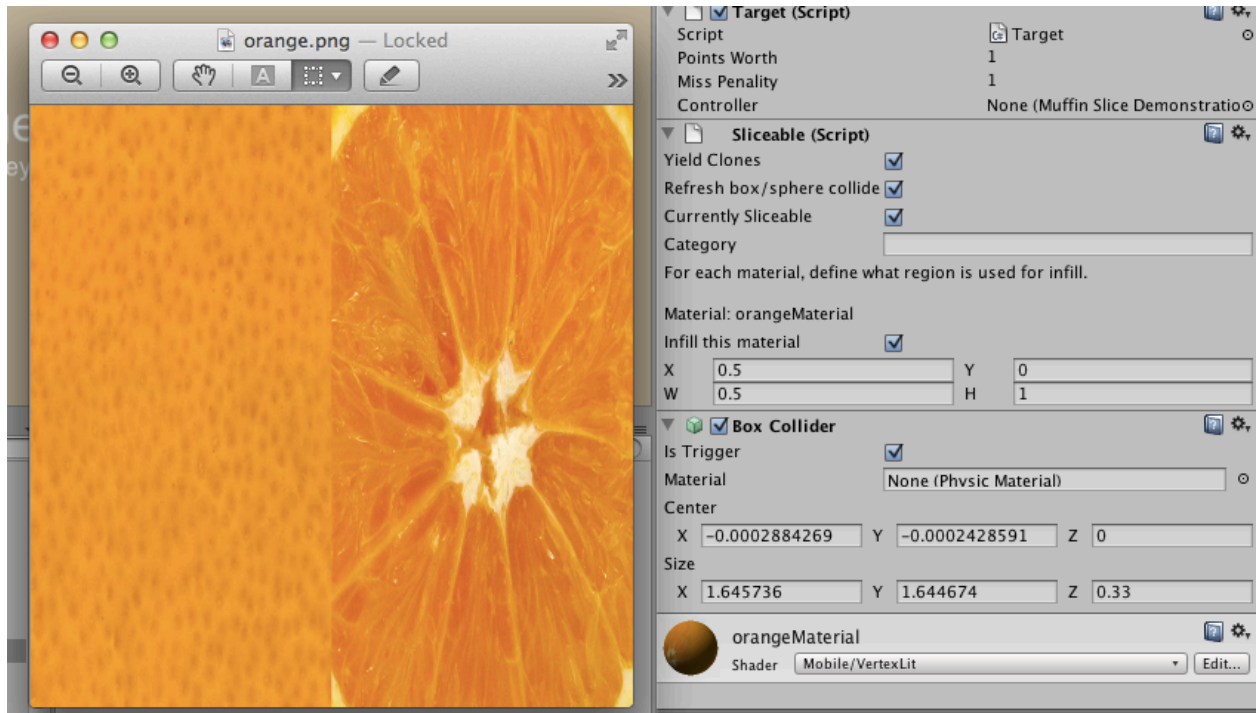 orange.png — Locked
A
Target (Script)
Script Target
Points Worth 1
Miss Penality 1
Controller None (Muffin Slice Demonstratio
Sliceable (Script)
Yield Clones
Refresh box/sphere collide
Currently Sliceable
Category
For each material, define what region is used for infill.
Material: orangeMaterial
Infill this material
X 0.5 Y 0
W 0.5 H 1
Box Collider
Is Trigger
Material None (Physic Material)
Center
X -0.0002884269 Y -0.0002428591 Z 0
Size
X 1.645736 Y 1.644674 Z 0.33
orangeMaterial
Shader Mobile/VertexLit Edit...